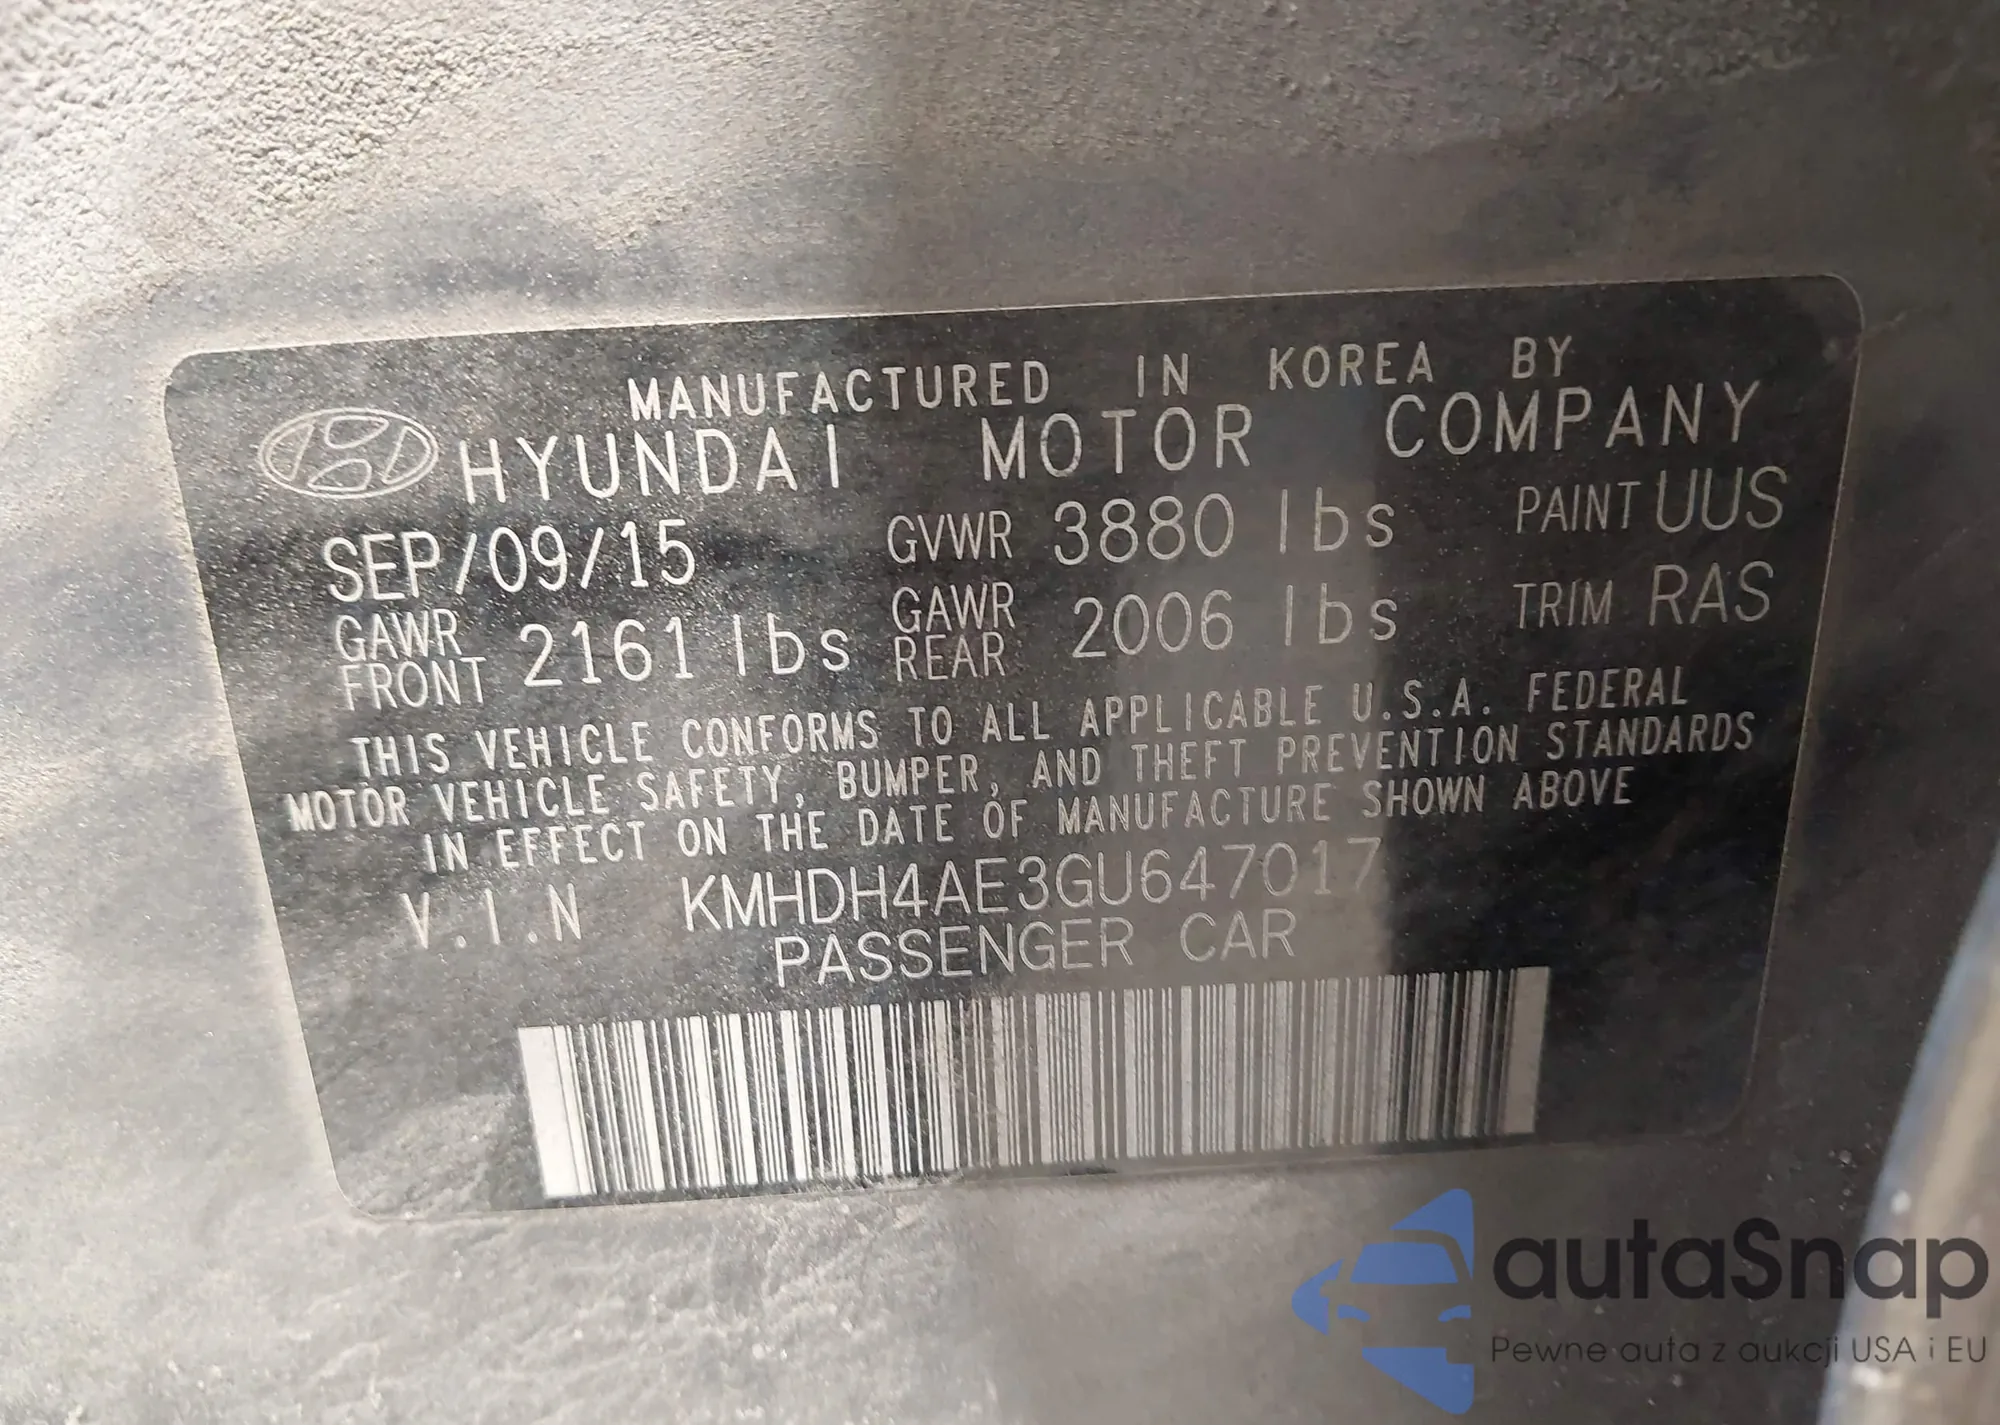 MANUFACTURED IN KOREA BY
HYUNDAI MOTOR COMPANY
SEP/09/15 GVWR 3880 lbs PAINT UUS
GAWR FRONT 2161 lbs GAWR REAR 2006 lbs TRIM RAS
THIS VEHICLE CONFORMS TO ALL APPLICABLE U.S.A. FEDERAL
MOTOR VEHICLE SAFETY, BUMPER, AND THEFT PREVENTION STANDARDS
IN EFFECT ON THE DATE OF MANUFACTURE SHOWN ABOVE
V.I.N KMHDH4AE3GU647017
PASSENGER CAR
autaSnap
Pewne auta z aukcji USA i EU